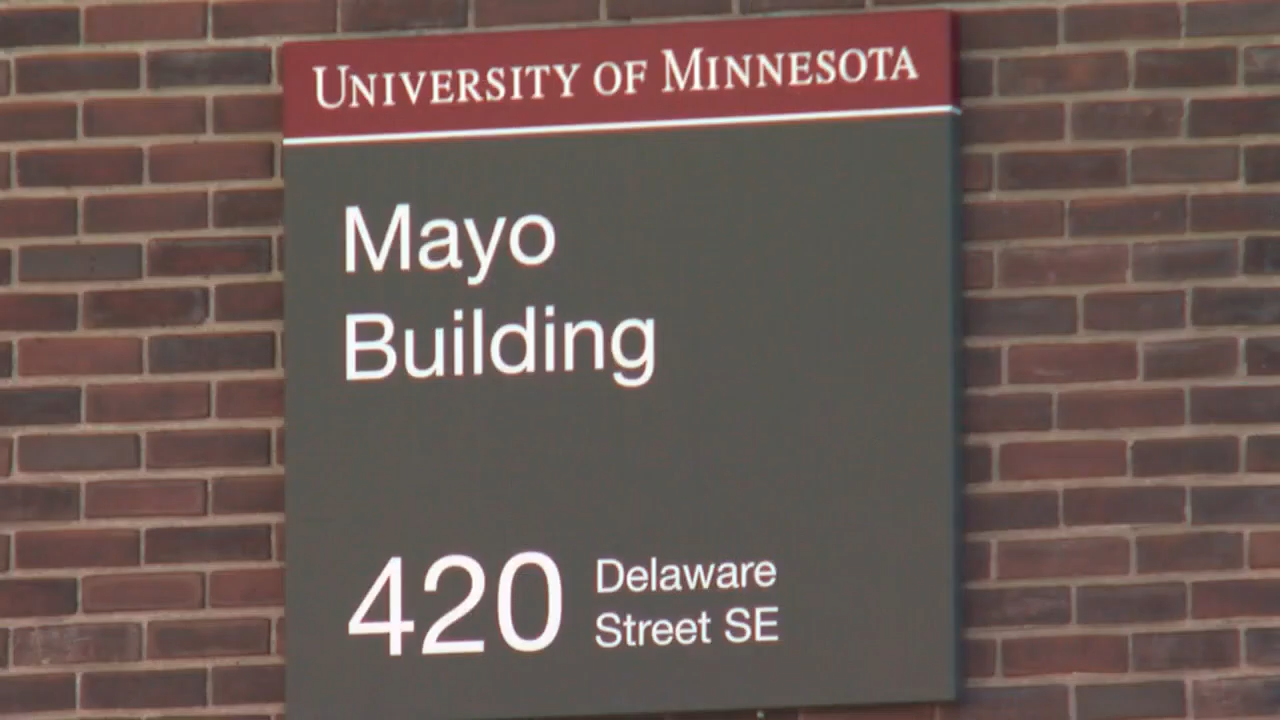 UNIVERSITY OF MINNESOTA
Mayo
Building
420 Delaware
Street SE